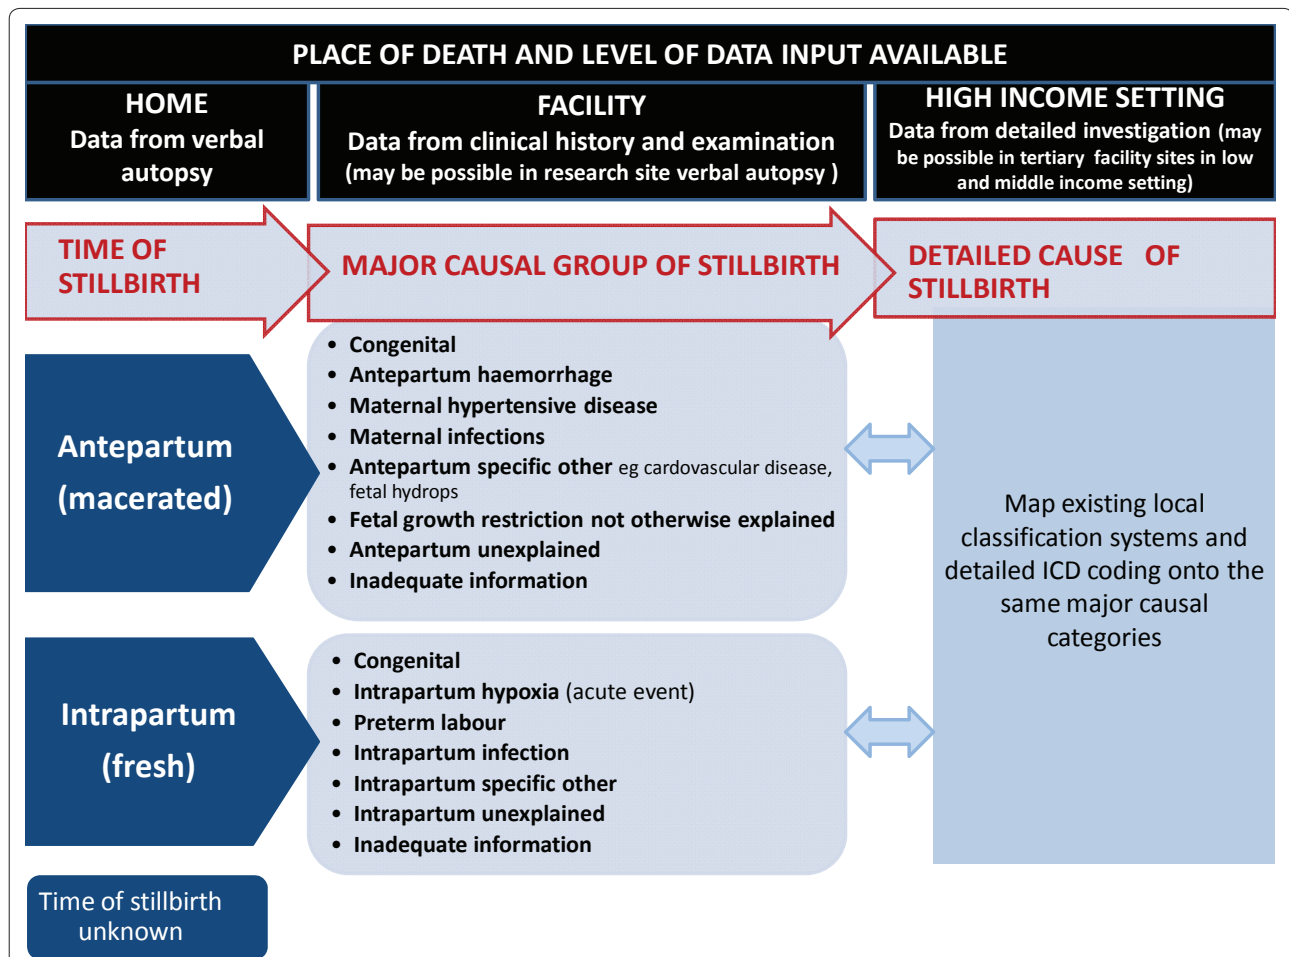 PLACE OF DEATH AND LEVEL OF DATA INPUT AVAILABLE
HOME
Data from verbal
autopsy
FACILITY
Data from clinical history and examination
(may be possible in research site verbal autopsy )
HIGH INCOME SETTING
Data from detailed investigation (may
be possible in tertiary facility sites in low
and middle income setting)
TIME OF
STILLBIRTH
MAJOR CAUSAL GROUP OF STILLBIRTH
DETAILED CAUSE OF
STILLBIRTH
Antepartum
(macerated)
• Congenital
• Antepartum haemorrhage
• Maternal hypertensive disease
• Maternal infections
• Antepartum specific other eg cardovascular disease,
fetal hydrops
• Fetal growth restriction not otherwise explained
• Antepartum unexplained
• Inadequate information
Map existing local
classification systems and
detailed ICD coding onto the
same major causal
categories
Intrapartum
(fresh)
• Congenital
• Intrapartum hypoxia (acute event)
• Preterm labour
• Intrapartum infection
• Intrapartum specific other
• Intrapartum unexplained
• Inadequate information
Time of stillbirth
unknown